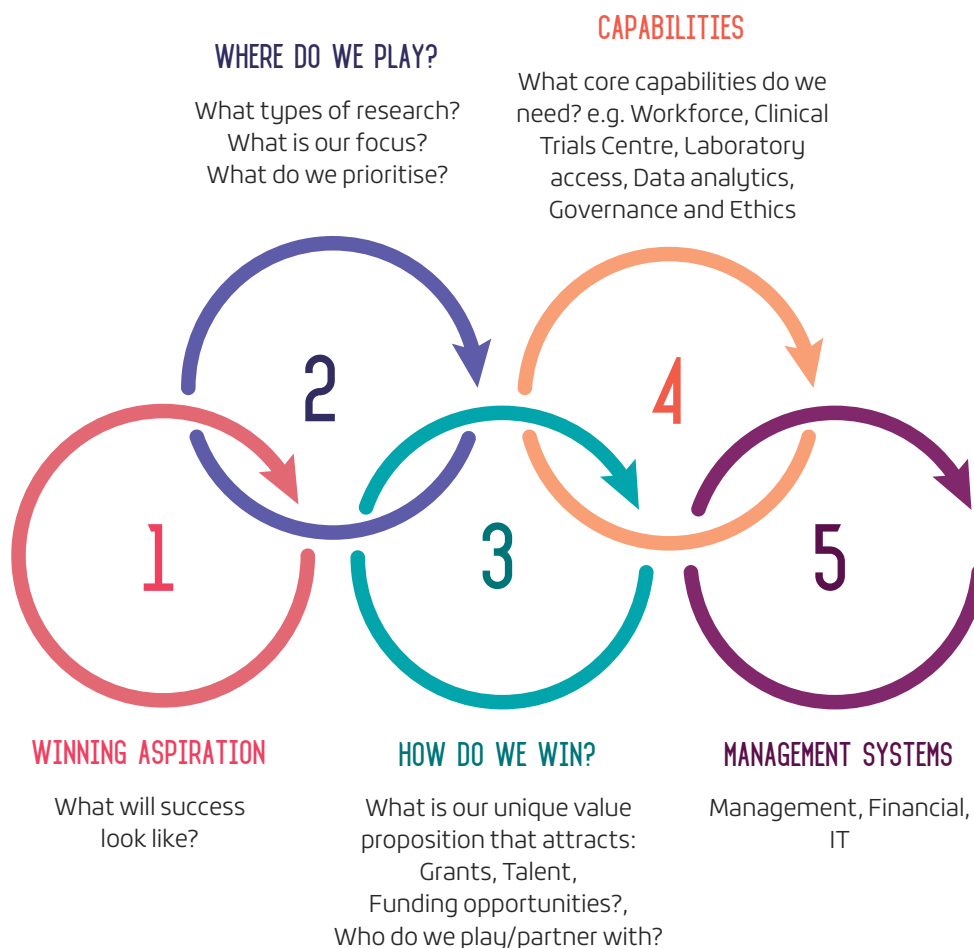 WHERE DO WE PLAY?
What types of research?
What is our focus?
What do we prioritise?
CAPABILITIES
What core capabilities do we
need? e.g. Workforce, Clinical
Trials Centre, Laboratory
access, Data analytics,
Governance and Ethics
2
4
1
3
5
WINNING ASPIRATION
What will success
look like?
HOW DO WE WIN?
What is our unique value
proposition that attracts:
Grants, Talent,
Funding opportunities?,
Who do we play/partner with?
MANAGEMENT SYSTEMS
Management, Financial,
IT